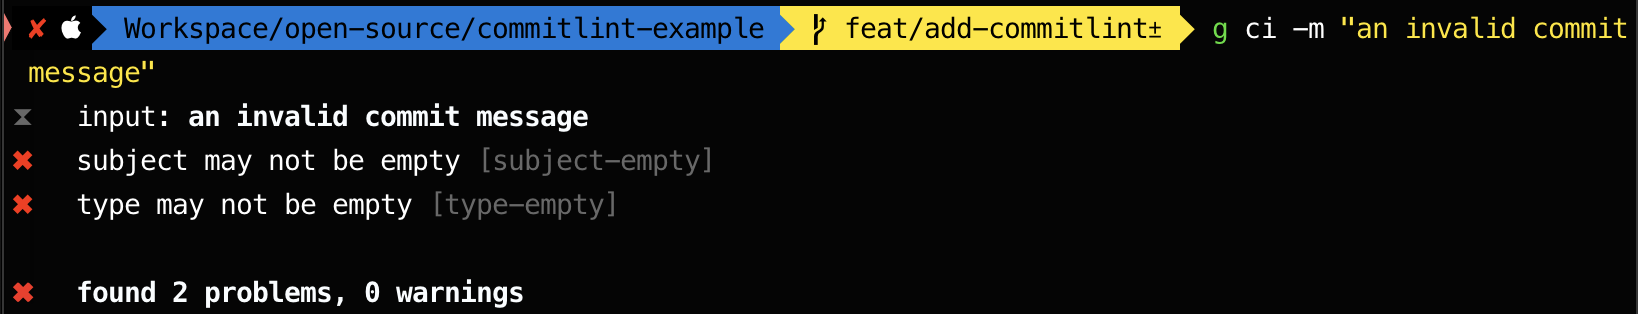 ✘ Workspace/open-source/commitlint-example feat/add-commitlint± g ci -m "an invalid commit
message"
⧗ input: an invalid commit message
✖ subject may not be empty [subject-empty]
✖ type may not be empty [type-empty]
✖ found 2 problems, 0 warnings